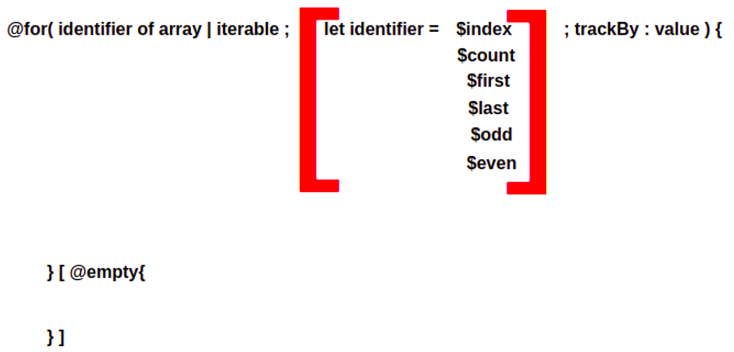 @for( identifier of array | iterable ; let identifier = $index ; trackBy : value ) {
$count
$first
$last
$odd
$even
} [ @empty{
} ]